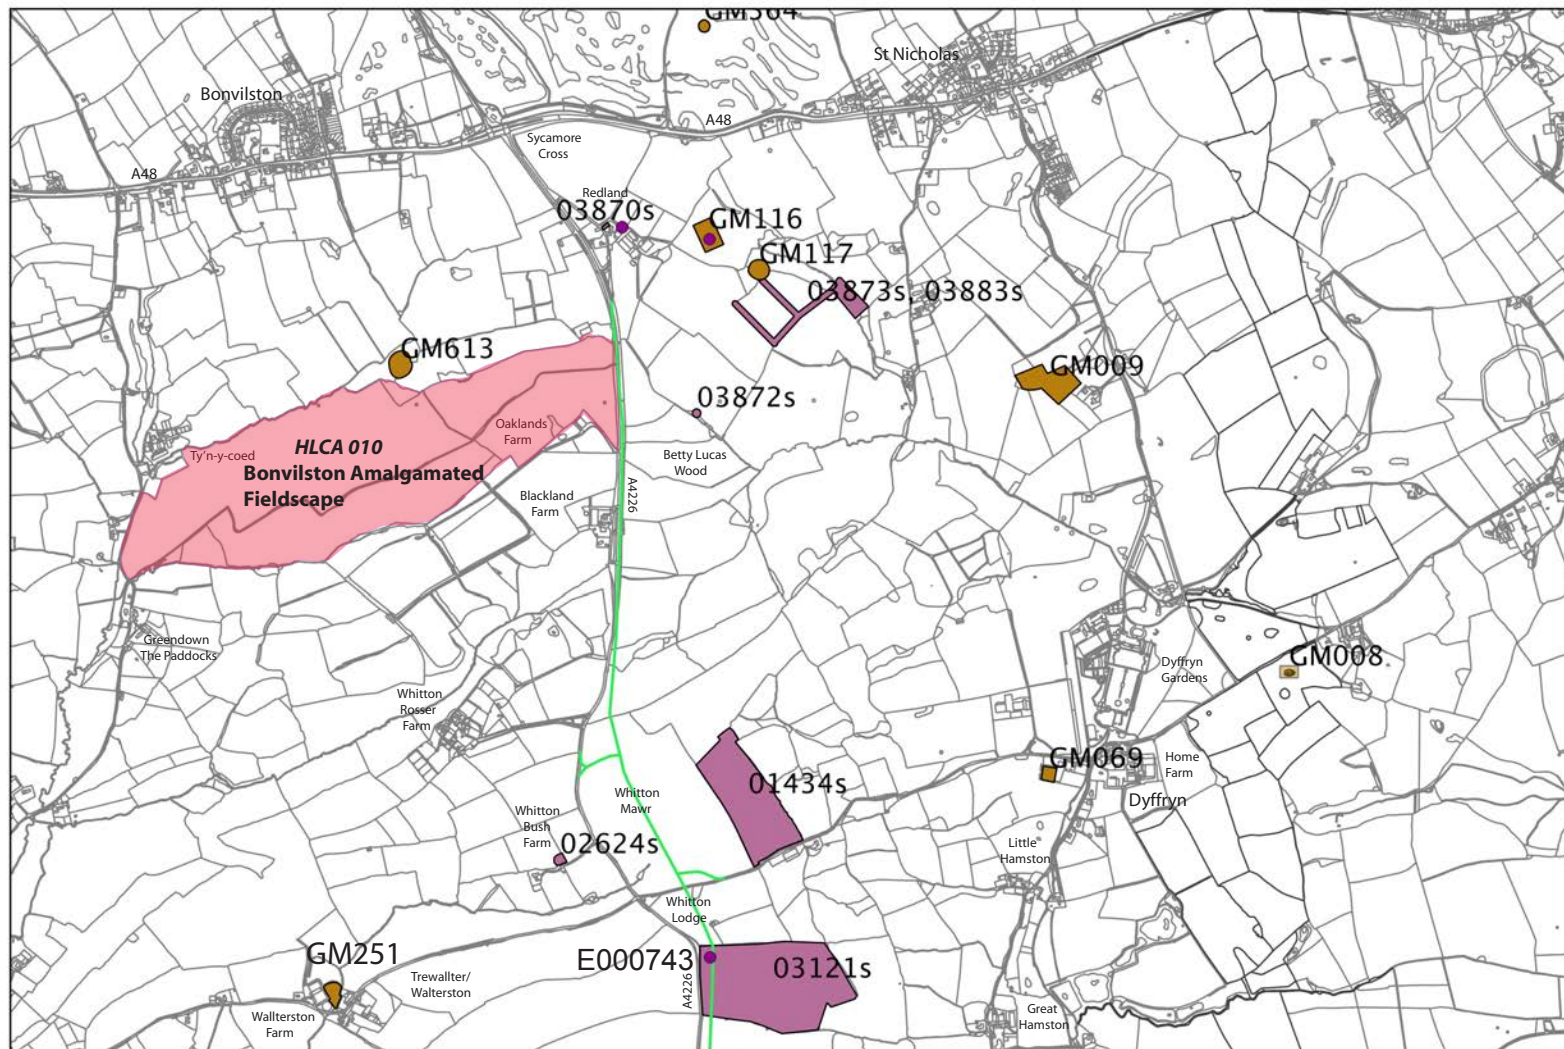 GM364
St Nicholas
Bonvilston
A48
Sycamore
Cross
A48
Redland
03870s
GM116
GM117
03873s, 03883s
GM613
GM009
03872s
Oaklands
Farm
HLCA 010
Ty'n-y-coed
Bonvilston Amalgamated
Fieldscape
Betty Lucas
Wood
A4226
Blackland
Farm
Greendown
The Paddocks
GM008
Dyffryn
Gardens
Whitton
Rosser
Farm
GM069
Home
Farm
01434s
Whitton
Mawr
Dyffryn
Whitton
Bush
Farm
02624s
Little
Hamston
Whitton
Lodge
GM251
E000743
03121s
Trewallter/
Walterston
A4226
Wallterston
Farm
Great
Hamston